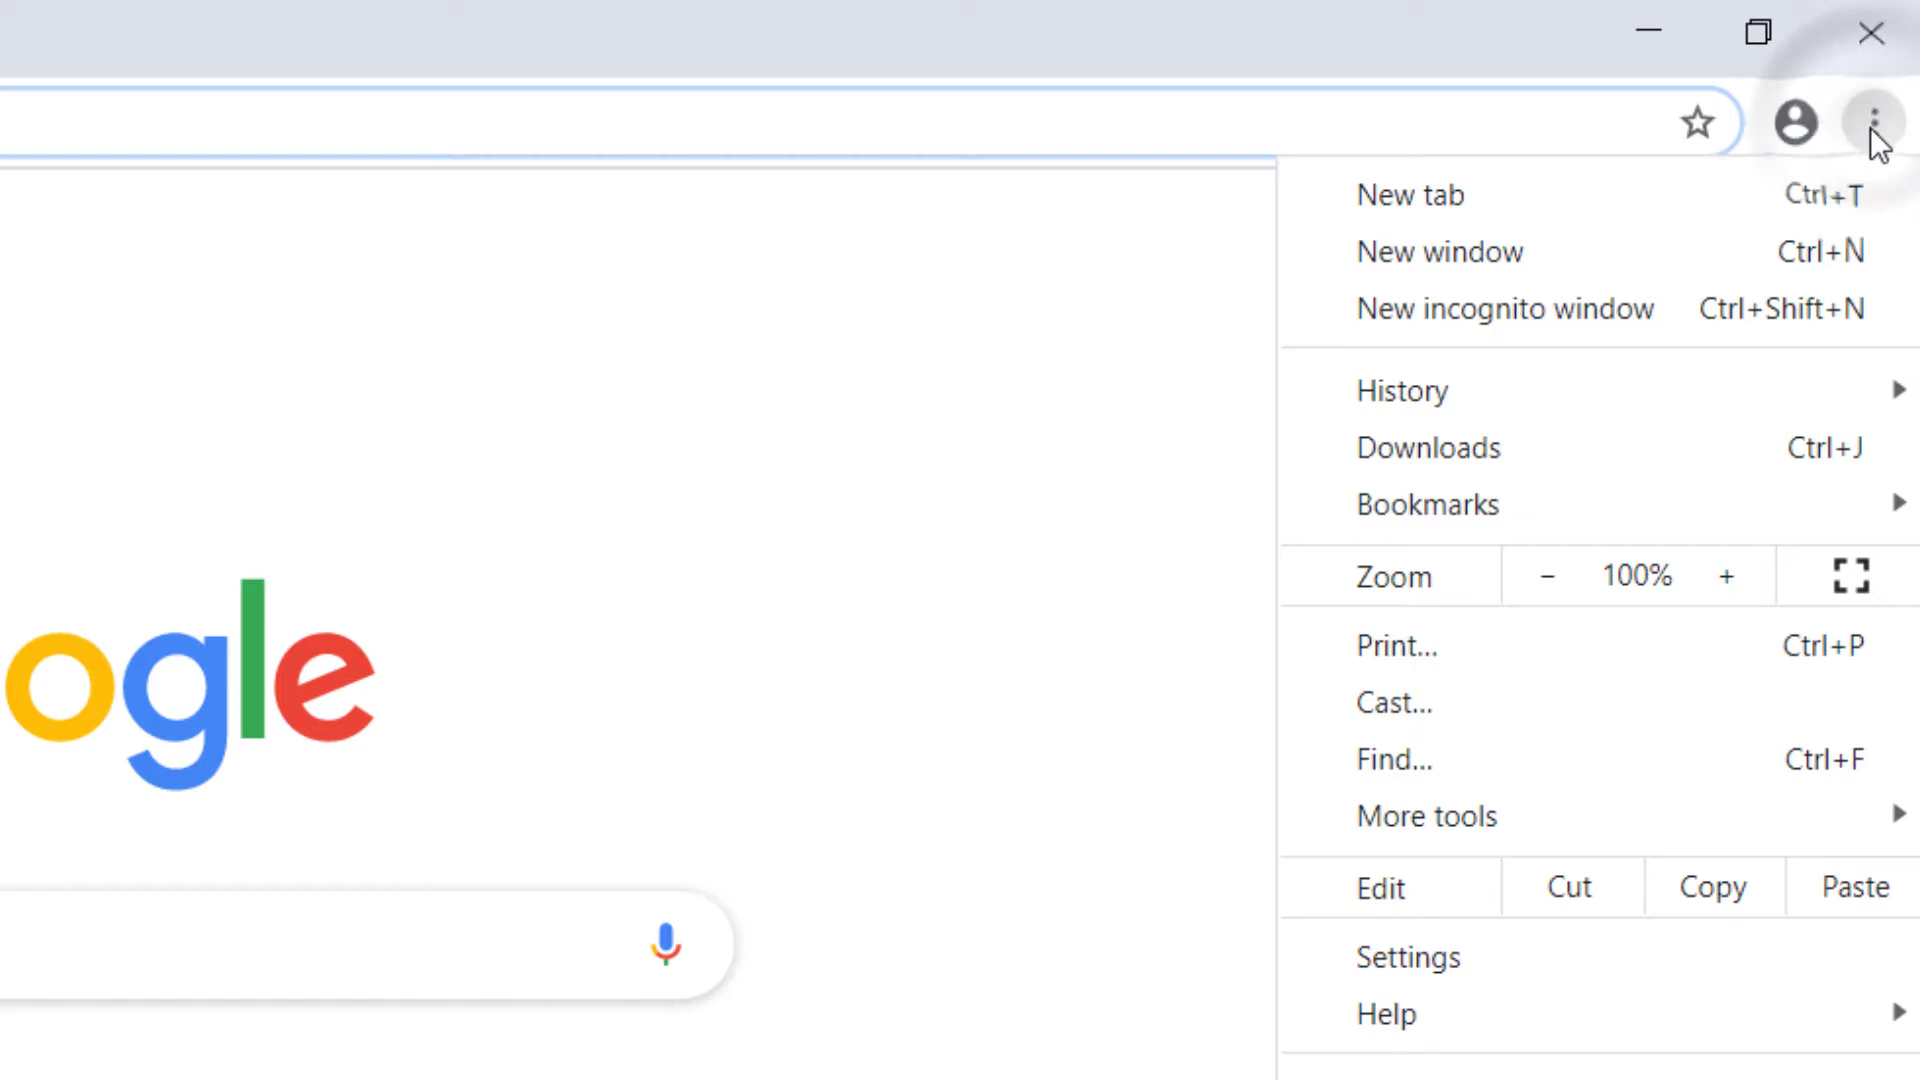 New tab Ctrl+T
New window Ctrl+N
New incognito window Ctrl+Shift+N
History
Downloads Ctrl+J
Bookmarks
Zoom - 100% +
Print... Ctrl+P
ogle
Cast...
Find... Ctrl+F
More tools
Edit Cut Copy Paste
Settings
Help